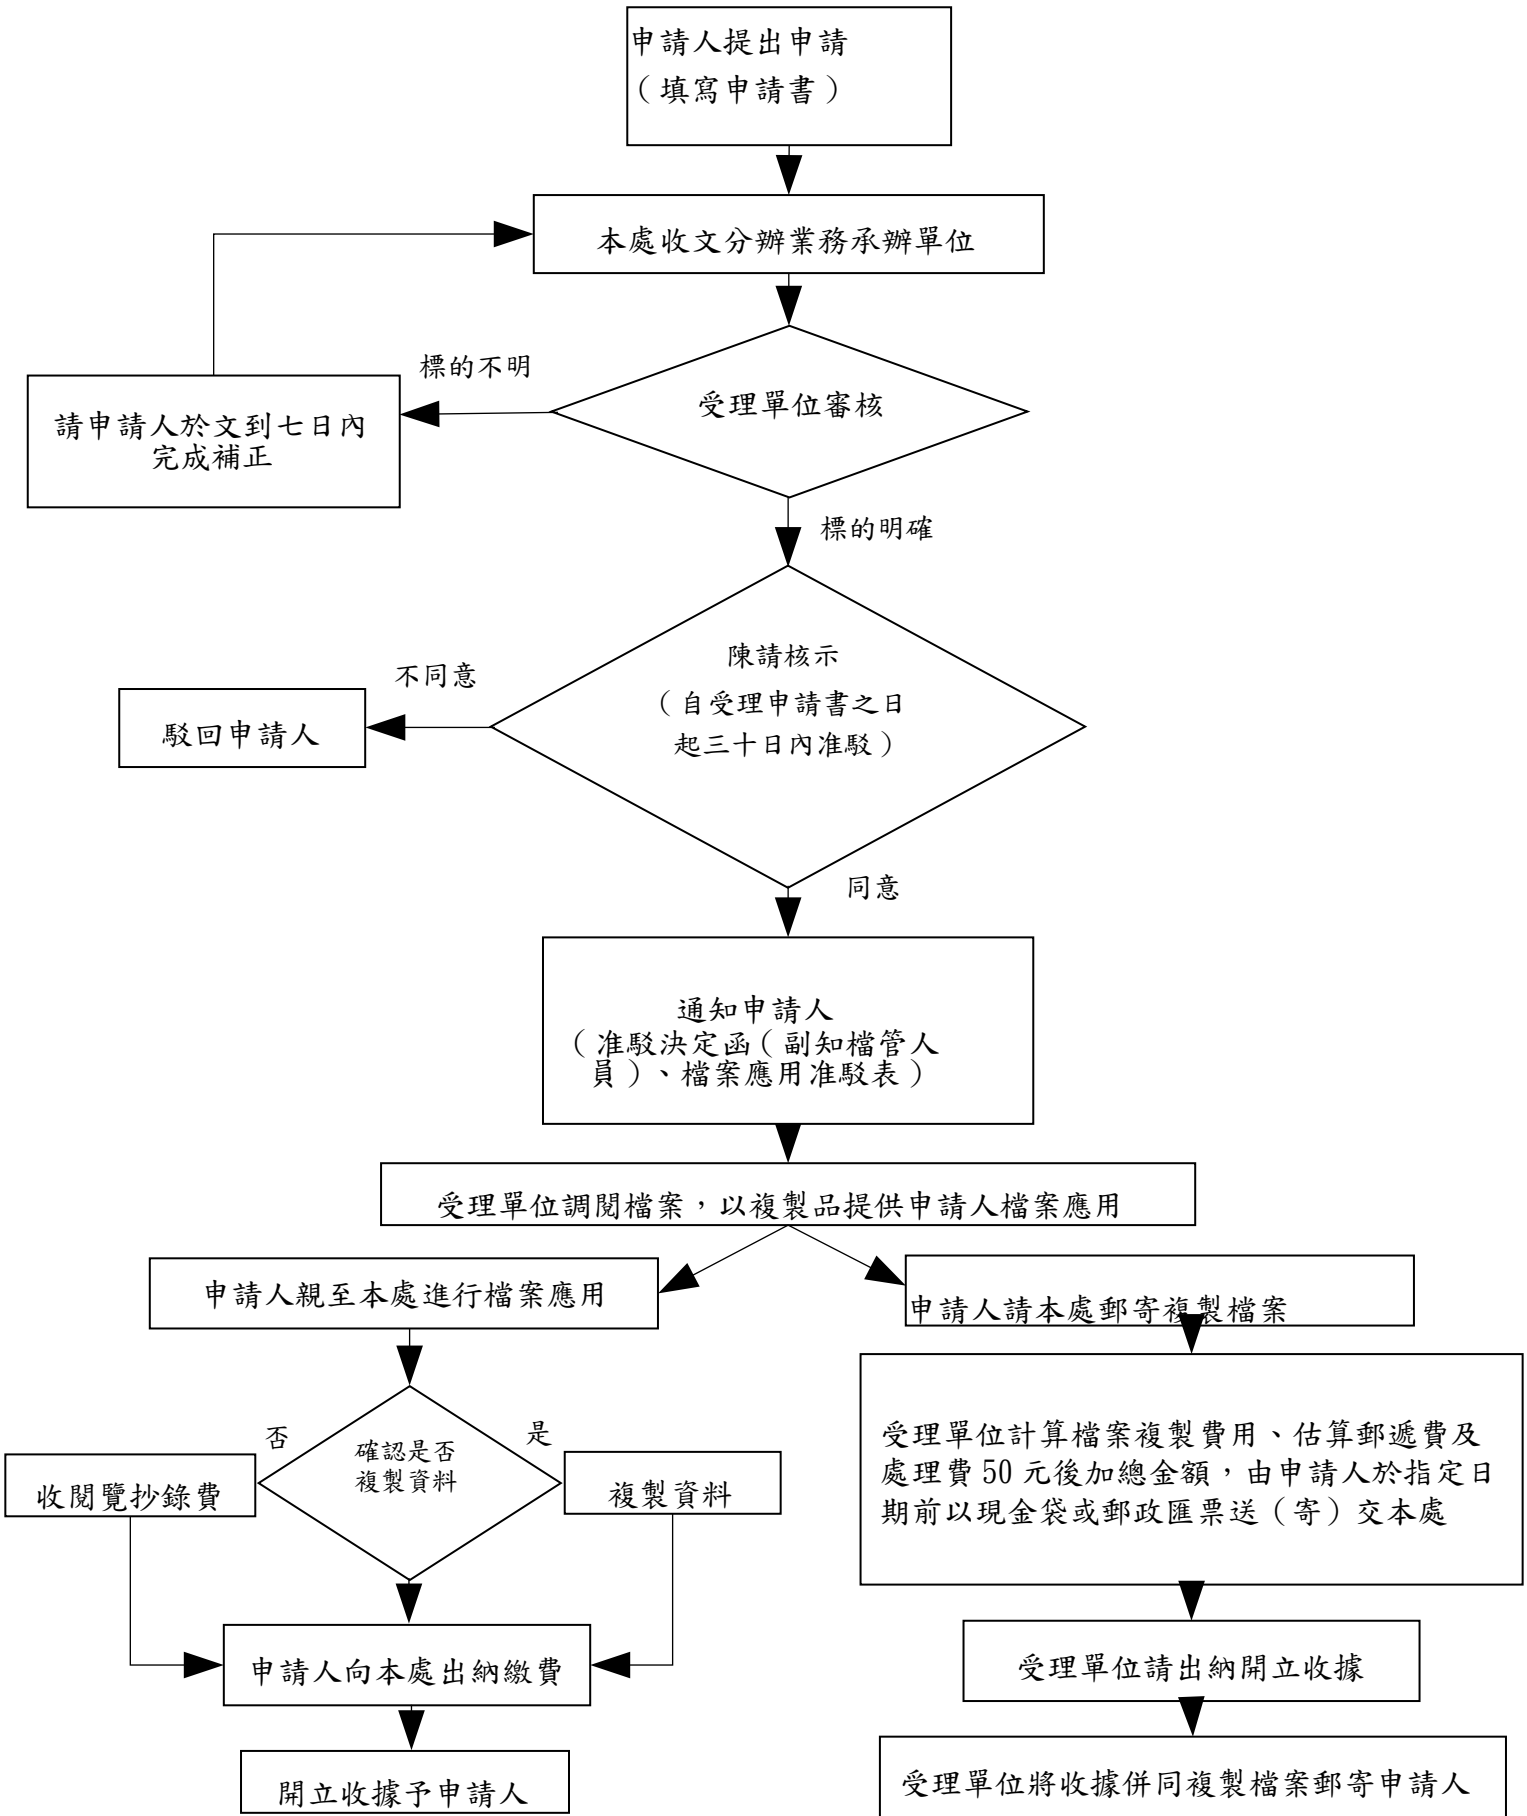 申請人提出申請
（填寫申請書）
本處收文分辦業務承辦單位
標的不明
受理單位審核
請申請人於文到七日內
完成補正
標的明確
陳請核示
（自受理申請書之日
起三十日內准駁）
不同意
駁回申請人
同意
通知申請人
（准駁決定函（副知檔管人
員）、檔案應用准駁表）
受理單位調閱檔案，以複製品提供申請人檔案應用
申請人親至本處進行檔案應用
申請人請本處郵寄複製檔案
否
確認是否
複製資料
是
收閱覽抄錄費
複製資料
受理單位計算檔案複製費用、估算郵遞費及
處理費 50 元後加總金額，由申請人於指定日
期前以現金袋或郵政匯票送（寄）交本處
申請人向本處出納繳費
受理單位請出納開立收據
開立收據予申請人
受理單位將收據併同複製檔案郵寄申請人